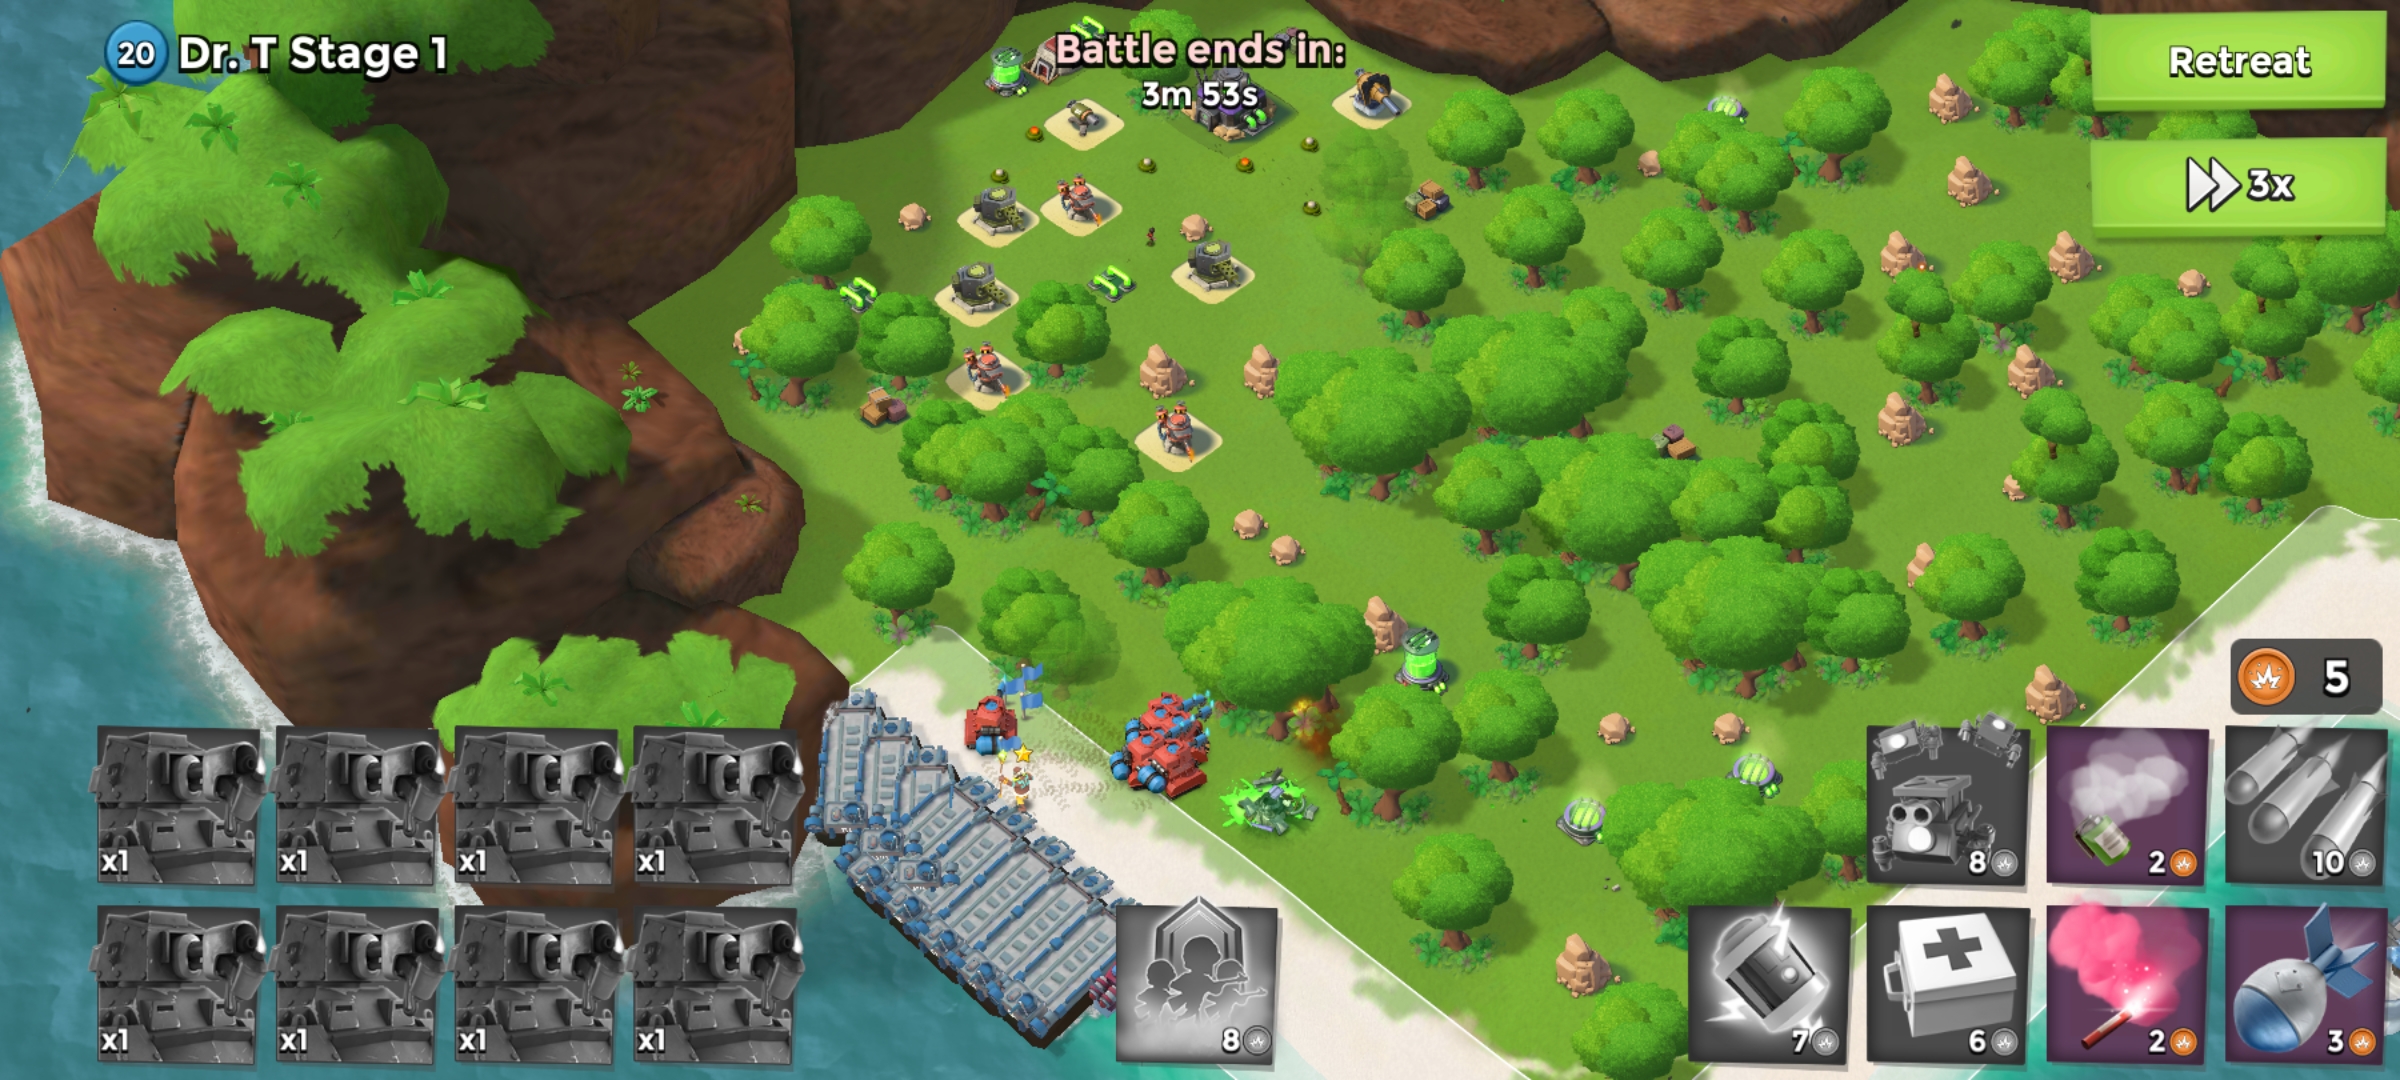 20 Dr. T Stage 1
Battle ends in:
3m 53s
Retreat
3x
5
x1 x1 x1 x1
8 2 10
x1 x1 x1 x1
8 7 6 2 3